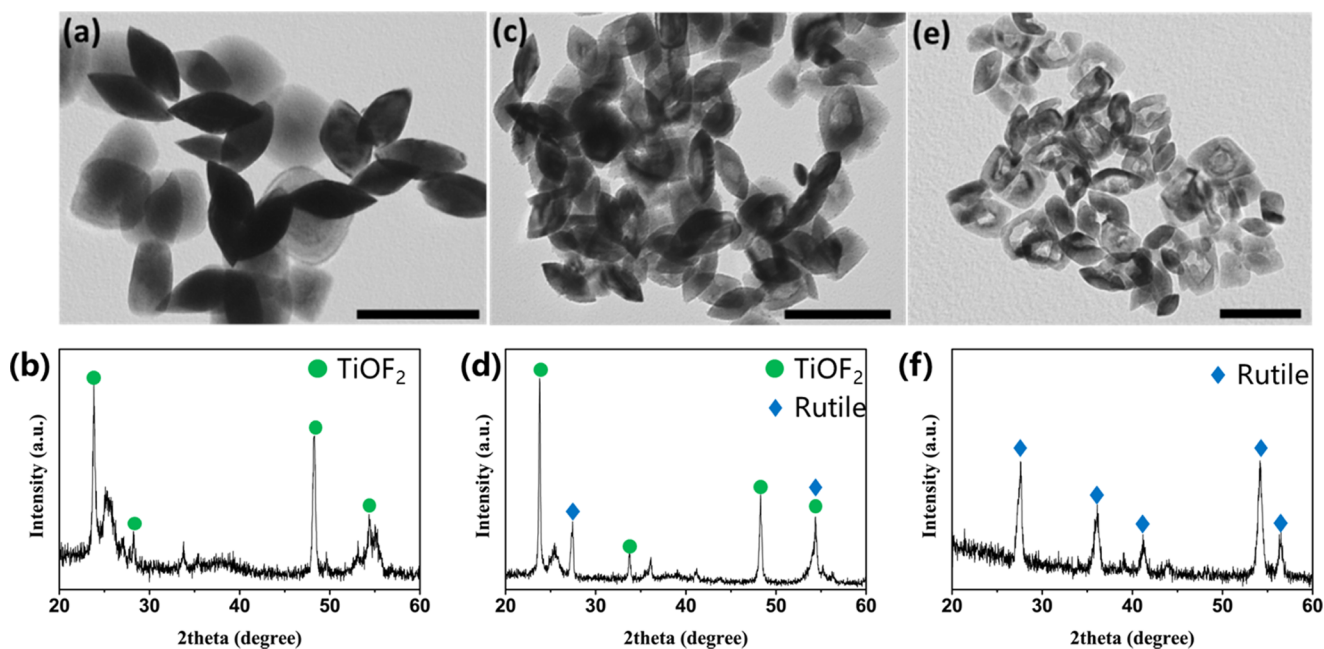 (a)
(c)
(e)
(b)
TiOF₂
Intensity (a.u.)
20 30 40 50 60
2theta (degree)
(d)
TiOF₂
Rutile
Intensity (a.u.)
20 30 40 50 60
2theta (degree)
(f)
Rutile
Intensity (a.u.)
20 30 40 50 60
2theta (degree)